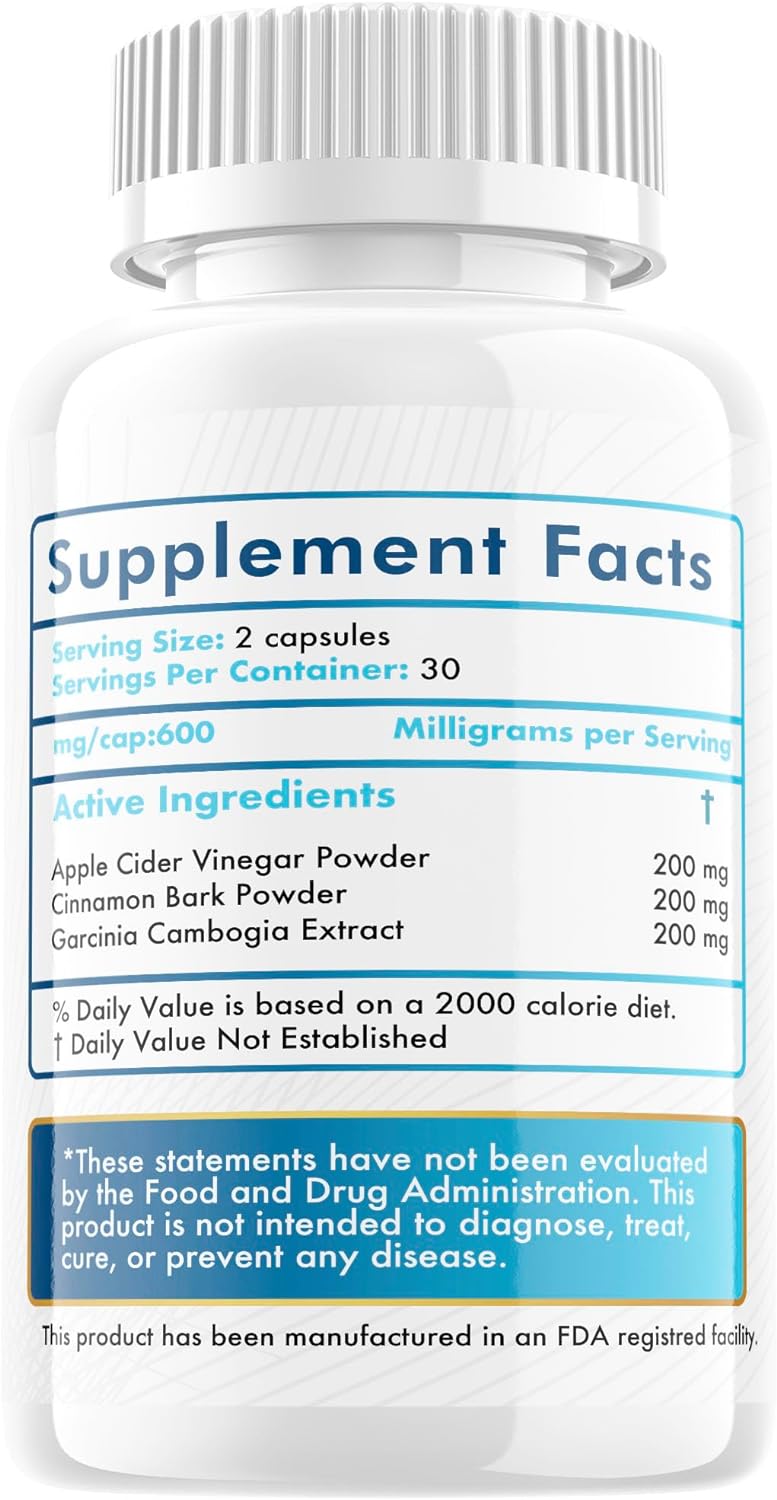 Supplement Facts
Serving Size: 2 capsules
Servings Per Container: 30
mg/cap:600 Milligrams per Serving
Active Ingredients †
Apple Cider Vinegar Powder 200 mg
Cinnamon Bark Powder 200 mg
Garcinia Cambogia Extract 200 mg
% Daily Value is based on a 2000 calorie diet.
† Daily Value Not Established
*These statements have not been evaluated
by the Food and Drug Administration. This
product is not intended to diagnose, treat,
cure, or prevent any disease.
This product has been manufactured in an FDA registred facility.